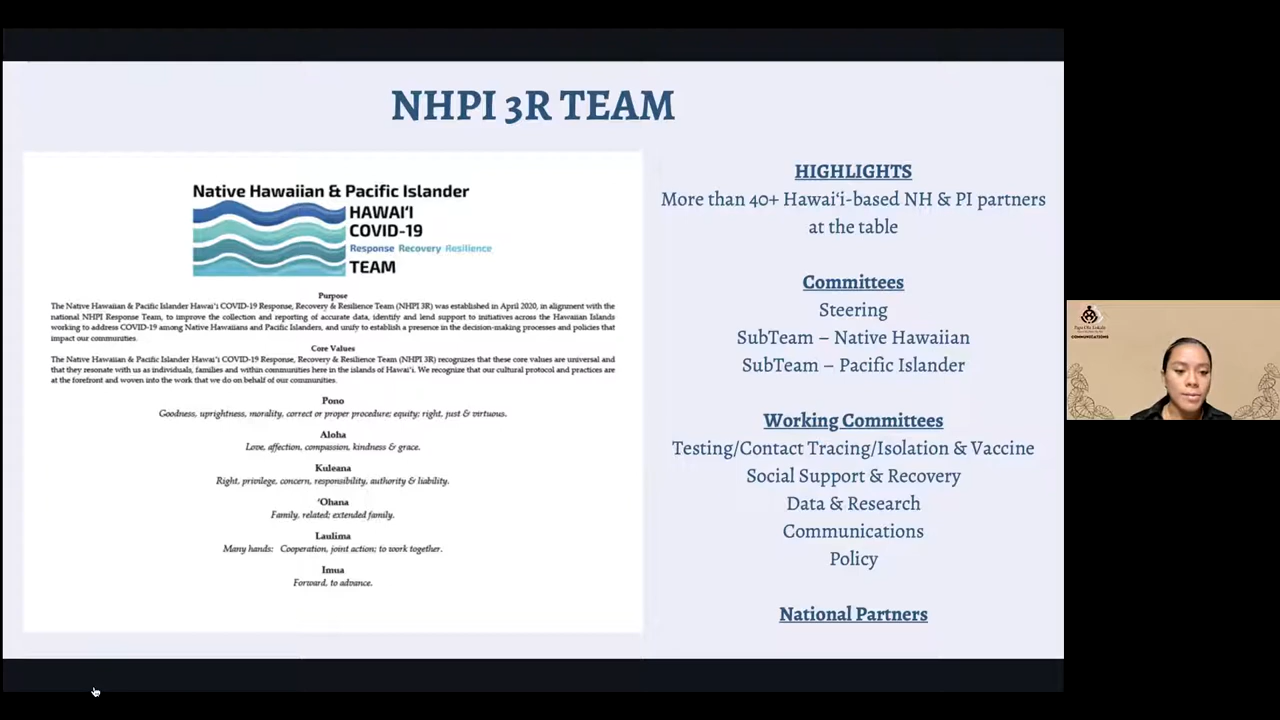 NHPI 3R TEAM
Native Hawaiian & Pacific Islander
HAWAIʻI
COVID-19
Response Recovery Resilience
TEAM
Purpose
The Native Hawaiian & Pacific Islander Hawaiʻi COVID-19 Response, Recovery & Resilience Team (NHPI 3R) was established in April 2020, in alignment with the
national NHPI Response Team, to improve the collection and reporting of accurate data, identify and lend support to initiatives across the Hawaiian Islands
working to address COVID-19 among Native Hawaiians and Pacific Islanders, and unify to establish a presence in the decision-making processes and policies that
impact our communities.
Core Values
The Native Hawaiian & Pacific Islander Hawaiʻi COVID-19 Response, Recovery & Resilience Team (NHPI 3R) recognizes that these core values are universal and
that they resonate with us as individuals, families and within communities here in the islands of Hawaiʻi. We recognize that our cultural protocol and practices are
at the forefront and woven into the work that we do on behalf of our communities.
Pono
Goodness, uprightness, morality, correct or proper procedure; equity: right, just & virtuous.
Aloha
Love, affection, compassion, kindness & grace.
Kuleana
Right, privilege, concern, responsibility, authority & liability.
ʻOhana
Family, related; extended family.
Laulima
Many hands: Cooperation, joint action; to work together.
Imua
Forward, to advance.
HIGHLIGHTS
More than 40+ Hawaiʻi-based NH & PI partners
at the table
Committees
Steering
SubTeam – Native Hawaiian
SubTeam – Pacific Islander
Working Committees
Testing/Contact Tracing/Isolation & Vaccine
Social Support & Recovery
Data & Research
Communications
Policy
National Partners
Papa Ola Lokahi
COMMUNICATIONS